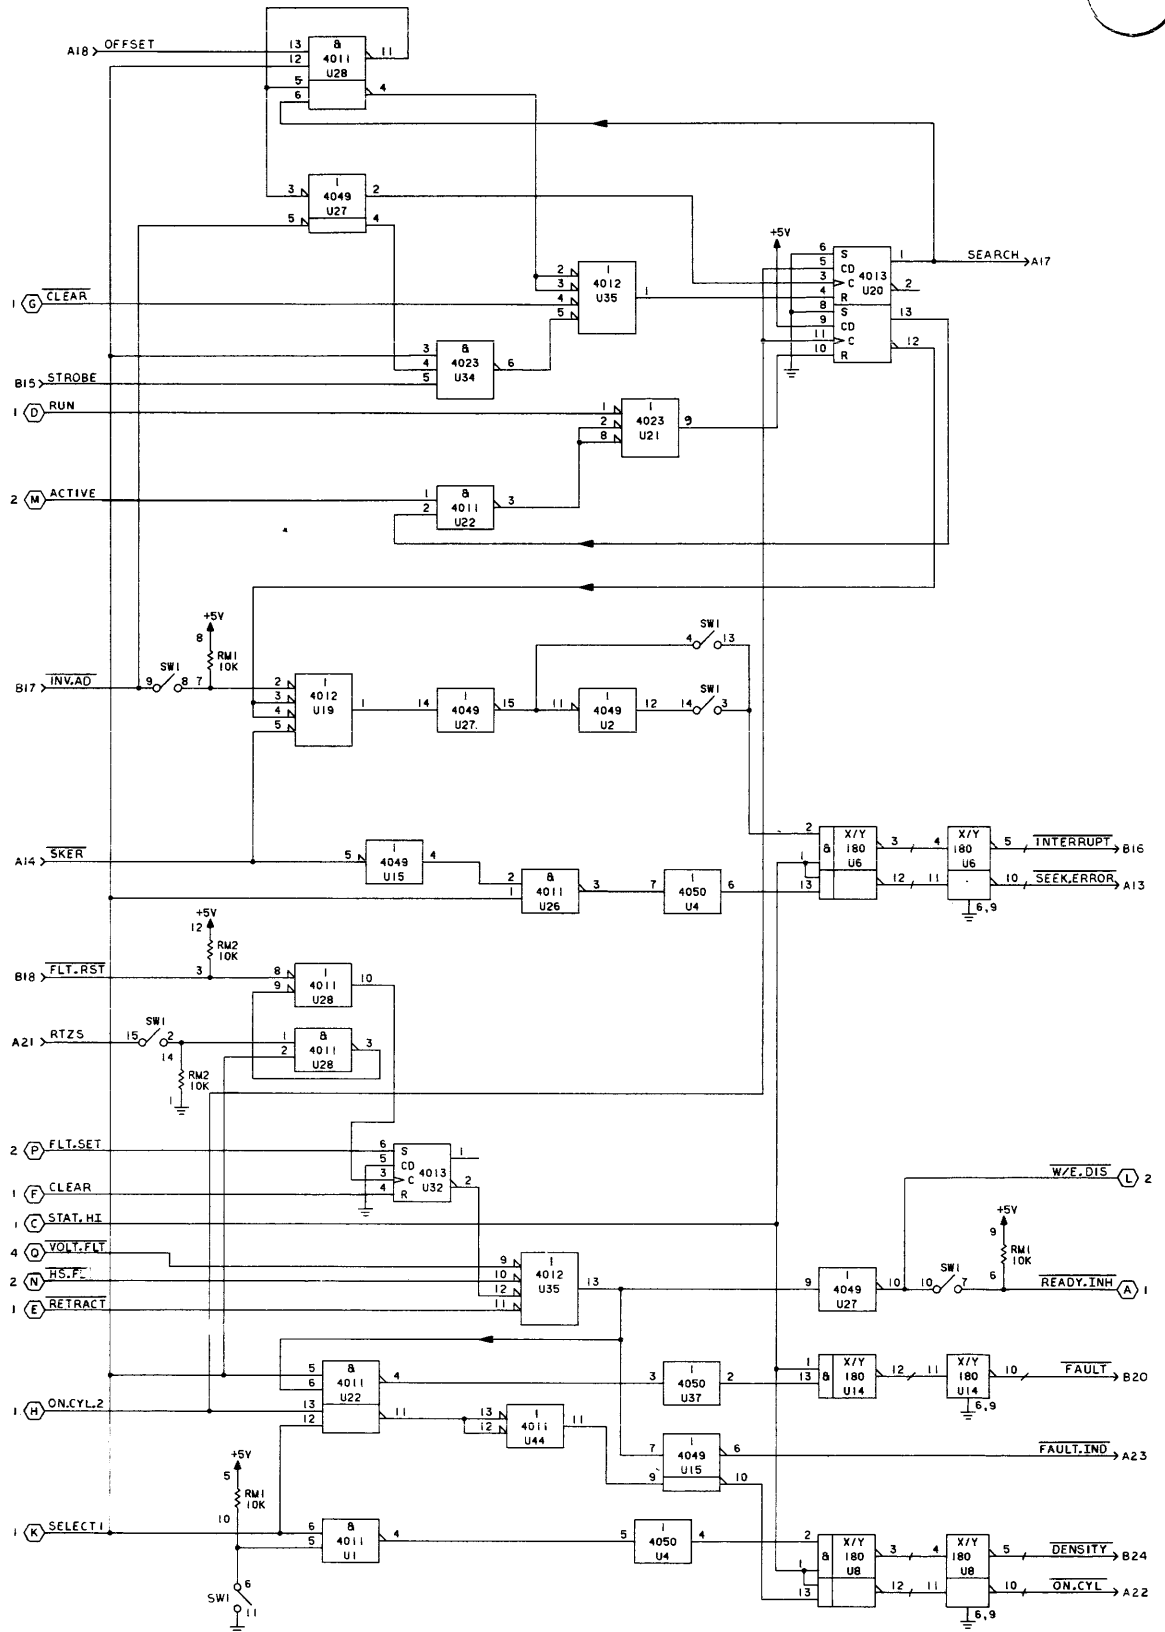 A18 OFFSET
13 & 11
12 4011
U28
5 4
6
3 1 2
4049
U27
5 4
+5V
6 S 1 SEARCH A17
5 CD 4013
3 C U20 2
4 R
8 S 13
9 CD
11 C 12
10 R
2 1
3 4012 1
4 U35
5
1 G CLEAR
3 & 6
4 4023
5 U34
B15 STROBE
1 D RUN
1 1
2 4023 9
8 U21
2 M ACTIVE
1 & 3
2 4011
U22
+5V
8
RM1
10K
SW1
9 8 7
B17 INV.AD
2 1
3 4012 1
4 U19
5
14 1 15
4049
U27.
11 1 12
4049
U2
SW1
4 13
SW1
14 3
A14 SKER
5 1 4
4049
U15
2 & 3
1 4011
U26
7 1 6
4050
U4
2 X/Y 3
1 & 180
U6
13 12
4 X/Y 5 INTERRUPT B16
180
U6
11 10 SEEK.ERROR A13
6,9
+5V
12
RM2
10K
3
B18 FLT.RST
8 1 10
9 4011
U28
A21 RTZS
SW1
15 2
14
RM2
10K
1
1 & 3
2 4011
U28
2 P FLT.SET
6 S 1
5 CD 4013
3 C U32 2
4 R
1 F CLEAR
1 C STAT.HI
4 Q VOLT.FLT
2 N HS.F
1 E RETRACT
9 1
10 4012 13
12 U35
11
9 1 10
4049
U27
W/E.DIS L 2
+5V
9
RM1
10K
6
SW1
10 7
READY.INH A 1
5 & 4
6 4011
U22
13 11
12
1 H ON.CYL.2
3 1 2
4050
U37
1 X/Y 12
13 & 180
U14
11 X/Y 10 FAULT B20
180
U14
6,9
13 1 11
12 4011
U44
7 1 6
4049
U15
9 10
FAULT.IND A23
+5V
5
RM1
10K
10
1 K SELECT1
6 & 4
5 4011
U1
5 1 4
4050
U4
SW1
6
11
2 X/Y 3
1 & 180
U8
13 12
4 X/Y 5 DENSITY B24
180
U8
11 10 ON.CYL A22
6,9